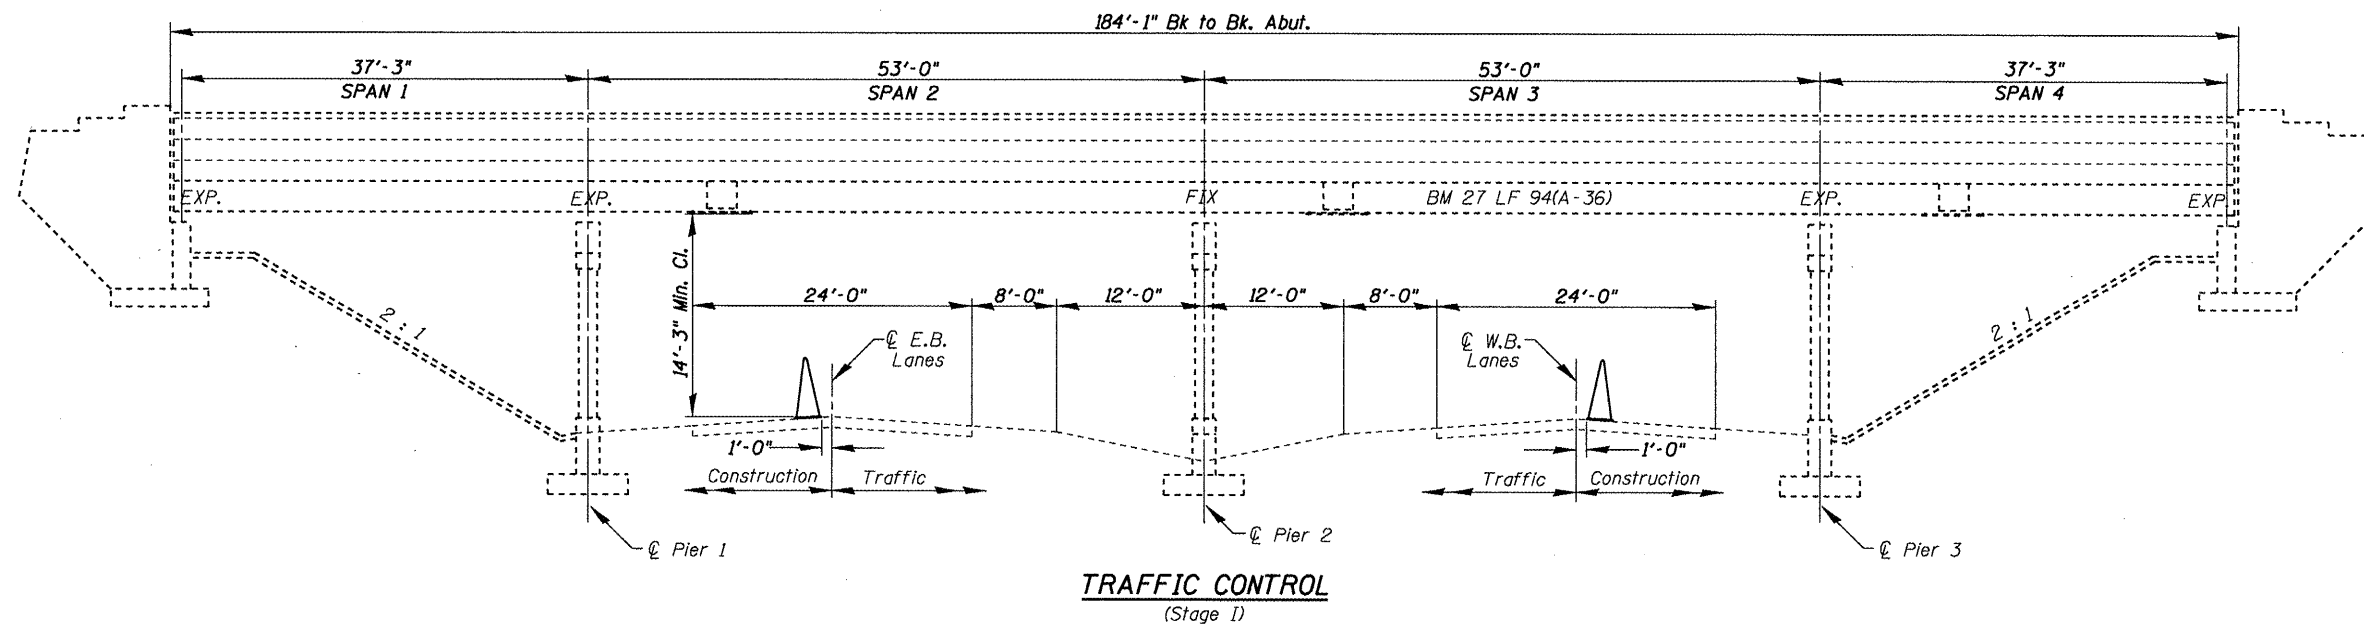 184'-1" Bk to Bk. Abut.
37'-3" 53'-0" 53'-0" 37'-3"
SPAN 1 SPAN 2 SPAN 3 SPAN 4
EXP. EXP. FIX BM 27 LF 94(A-36) EXP. EXP.
14'-3" Min. Cl.
24'-0" 8'-0" 12'-0" 12'-0" 8'-0" 24'-0"
2 : 1
℄ E.B.
Lanes
℄ W.B.
Lanes
2 : 1
1'-0" 1'-0"
Construction Traffic Traffic Construction
℄ Pier 1 ℄ Pier 2 ℄ Pier 3
TRAFFIC CONTROL
(Stage I)